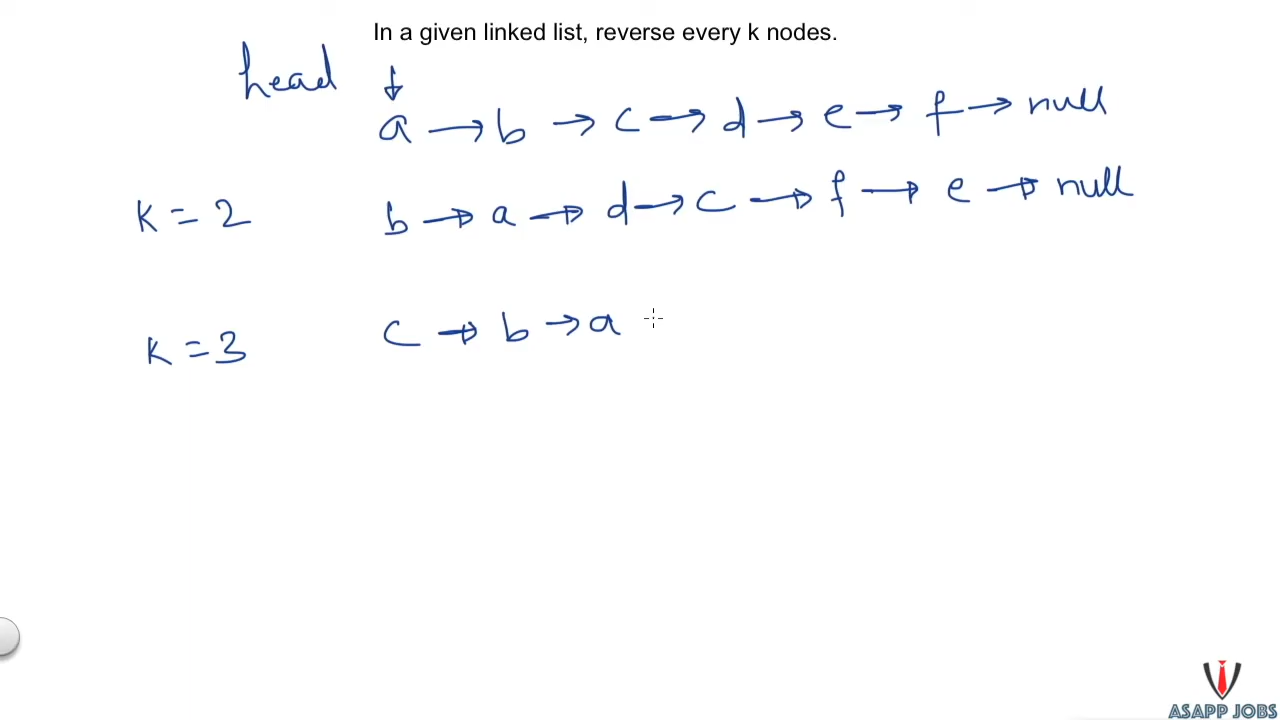 In a given linked list, reverse every k nodes.
head ↓
a → b → c → d → e → f → null
K = 2 b → a → d → c → f → e → null
K = 3 c → b → a
ASAPP JOBS